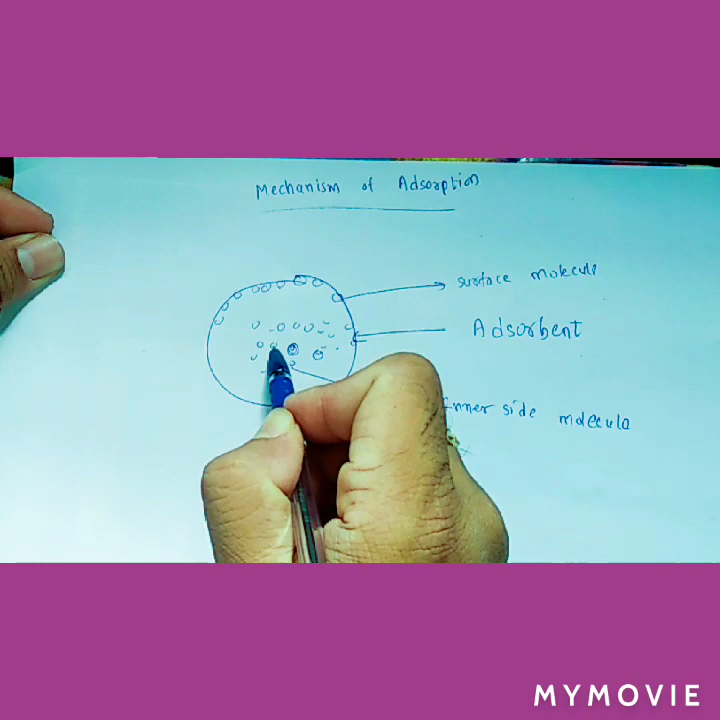 Mechanism of Adsorption
surface molecule
Adsorbent
inner side molecule
MYMOVIE